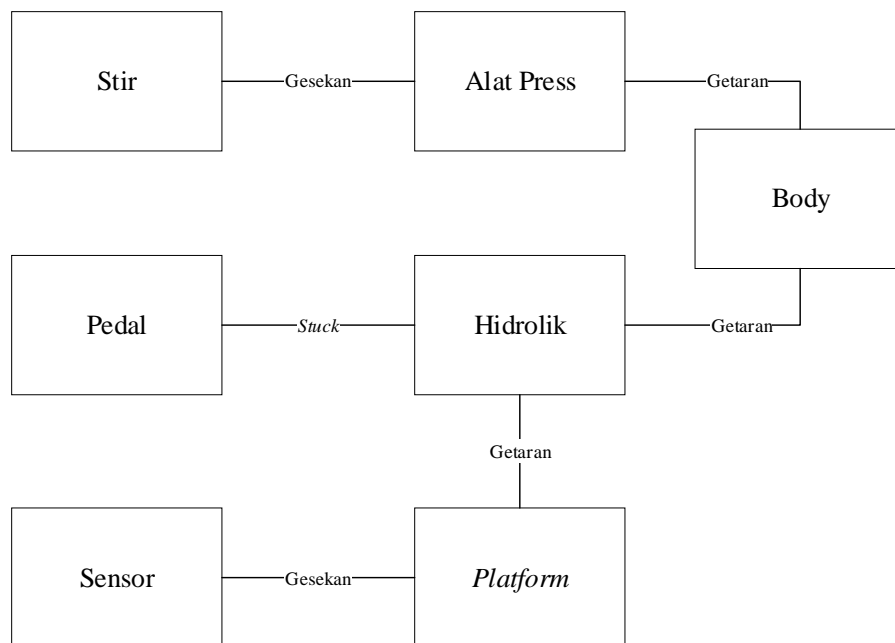 Stir
Gesekan
Alat Press
Getaran
Body
Pedal
Stuck
Hidrolik
Getaran
Getaran
Sensor
Gesekan
Platform